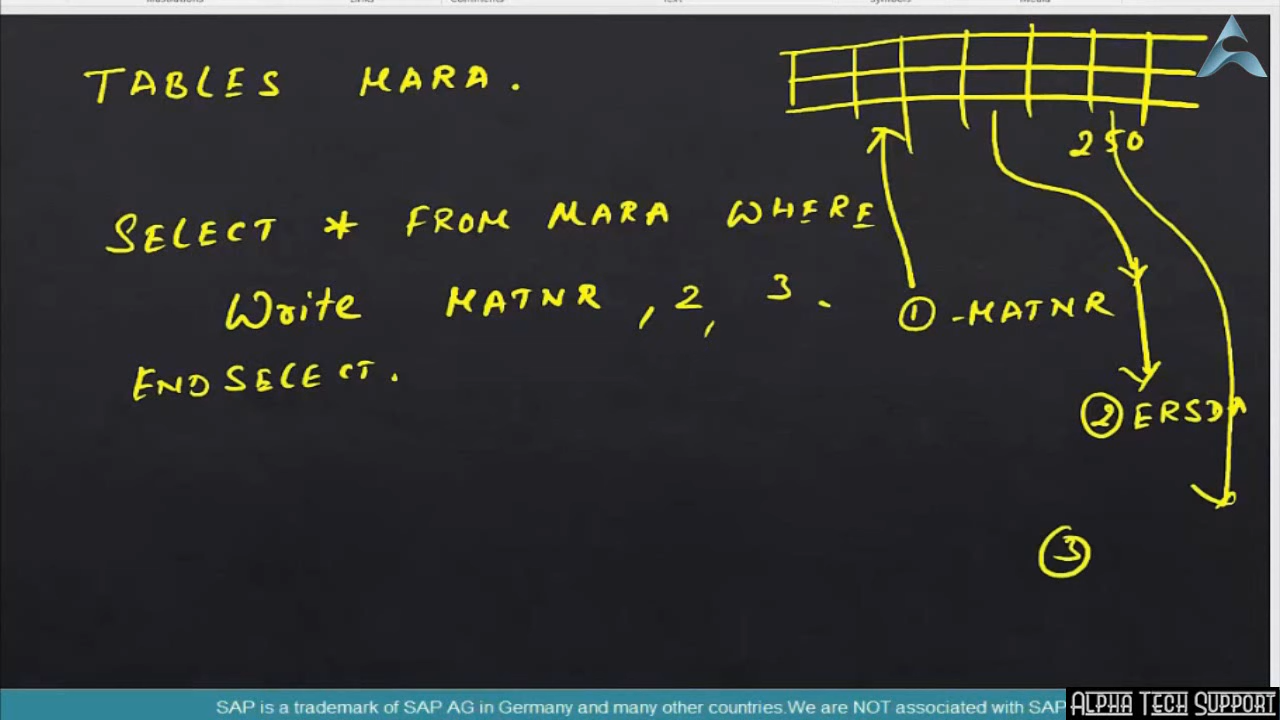 TABLES MARA.
250
SELECT * FROM MARA WHERE
Write MATNR, 2, 3.
① -MATNR
ENDSELECT.
② ERSDA
③
SAP is a trademark of SAP AG in Germany and many other countries.We are NOT associated with SAP
ALPHA TECH SUPPORT